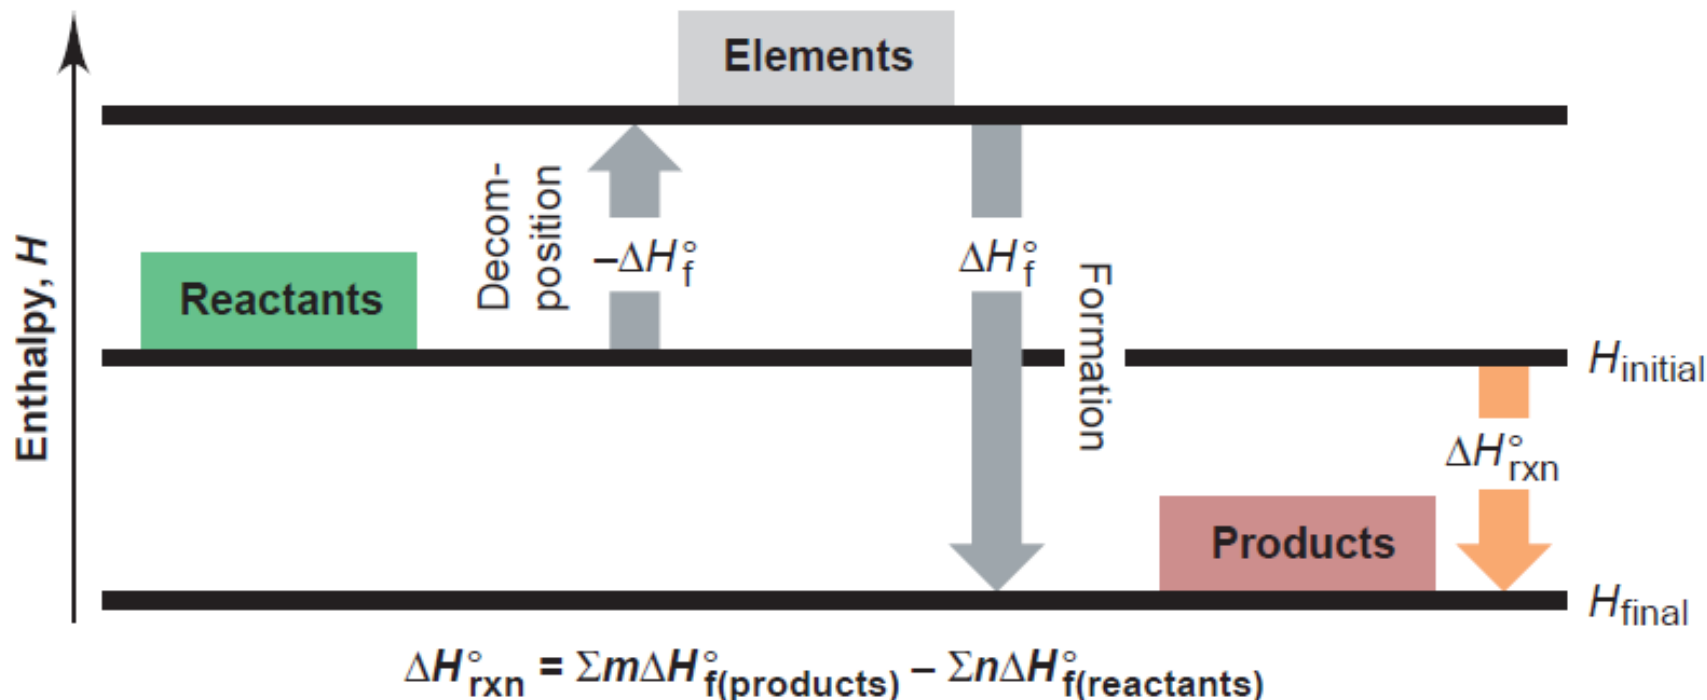 Elements
Decom-
position
−ΔH°f
ΔH°f
Formation
Enthalpy, H
Reactants
Hinitial
ΔH°rxn
Products
Hfinal
ΔH°rxn = ΣmΔH°f(products) – ΣnΔH°f(reactants)